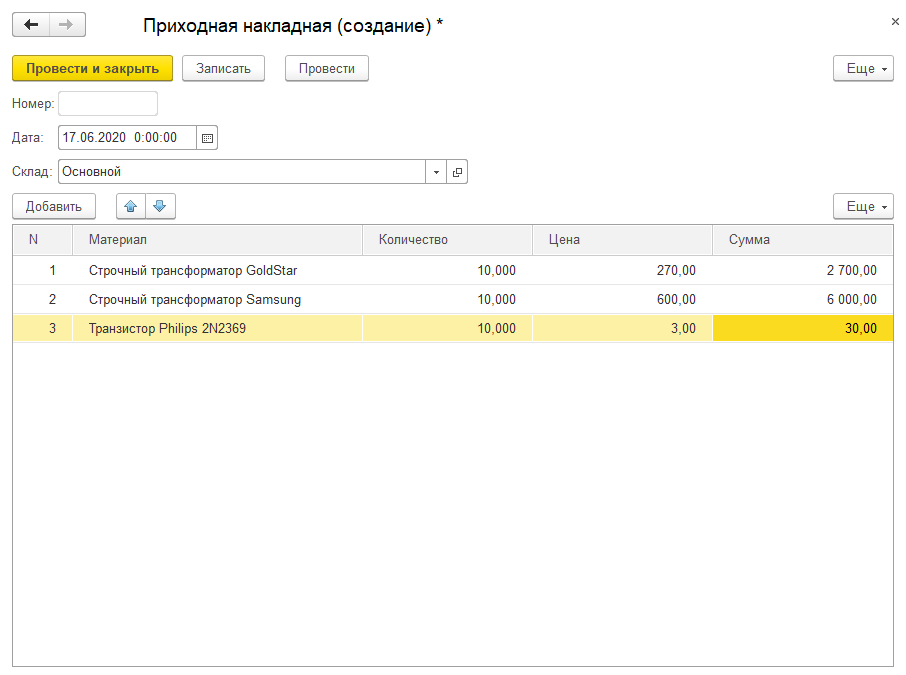 Приходная накладная (создание) *
Провести и закрыть Записать Провести Еще
Номер:
Дата: 17.06.2020 0:00:00
Склад: Основной
Добавить Еще
N Материал Количество Цена Сумма
1 Строчный трансформатор GoldStar 10,000 270,00 2 700,00
2 Строчный трансформатор Samsung 10,000 600,00 6 000,00
3 Транзистор Philips 2N2369 10,000 3,00 30,00